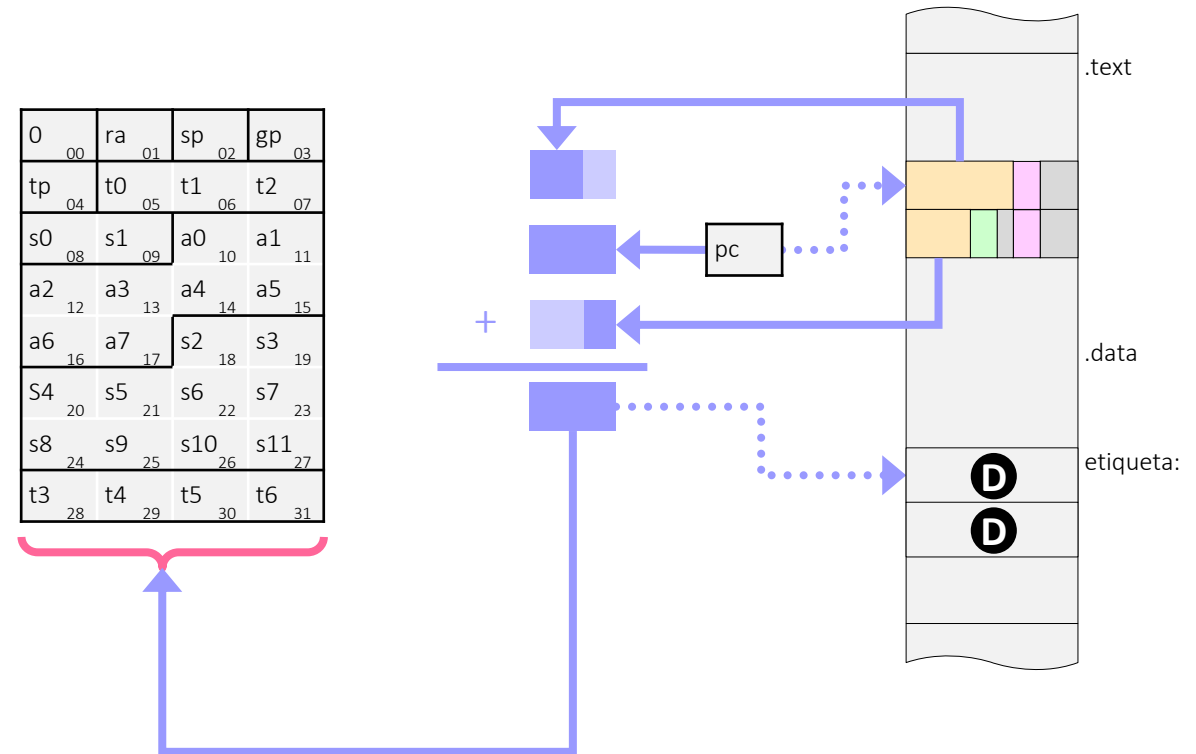 .text
0 00 ra 01 sp 02 gp 03
tp 04 t0 05 t1 06 t2 07
s0 08 s1 09 a0 10 a1 11
a2 12 a3 13 a4 14 a5 15
a6 16 a7 17 s2 18 s3 19
S4 20 s5 21 s6 22 s7 23
s8 24 s9 25 s10 26 s11 27
t3 28 t4 29 t5 30 t6 31
pc
+
.data
etiqueta:
D
D